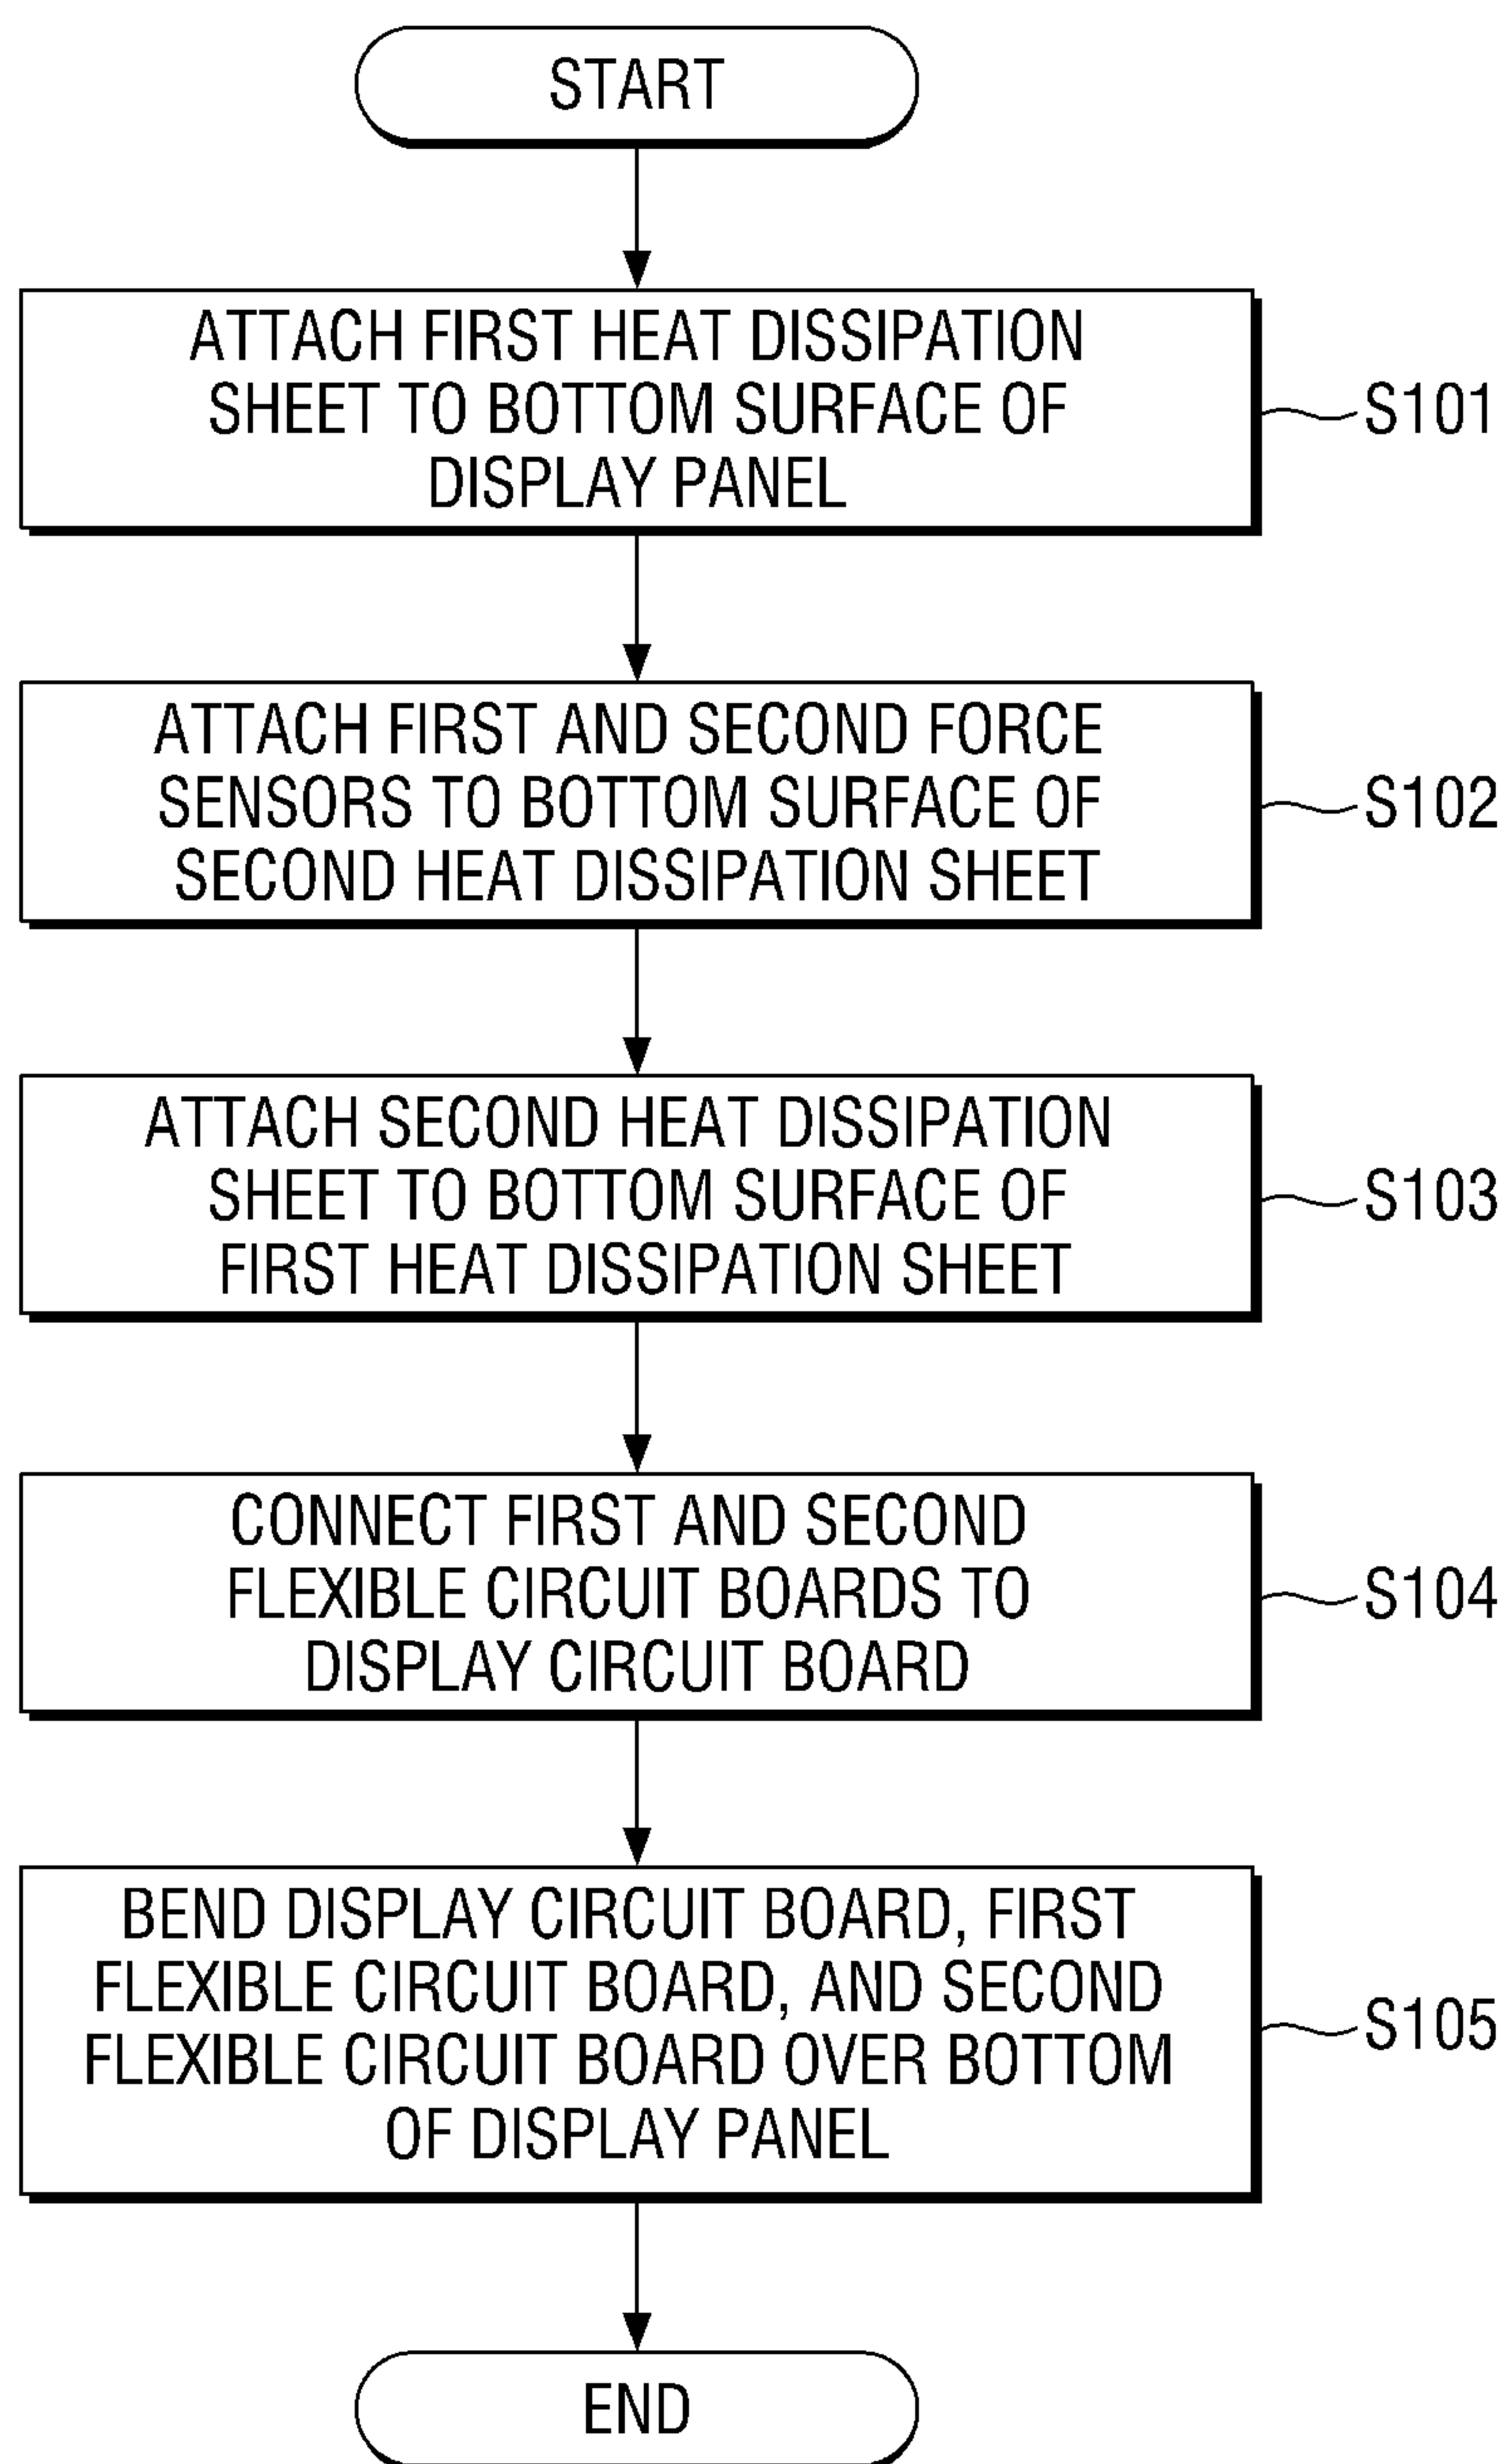 START
ATTACH FIRST HEAT DISSIPATION
SHEET TO BOTTOM SURFACE OF
DISPLAY PANEL
S101
ATTACH FIRST AND SECOND FORCE
SENSORS TO BOTTOM SURFACE OF
SECOND HEAT DISSIPATION SHEET
S102
ATTACH SECOND HEAT DISSIPATION
SHEET TO BOTTOM SURFACE OF
FIRST HEAT DISSIPATION SHEET
S103
CONNECT FIRST AND SECOND
FLEXIBLE CIRCUIT BOARDS TO
DISPLAY CIRCUIT BOARD
S104
BEND DISPLAY CIRCUIT BOARD, FIRST
FLEXIBLE CIRCUIT BOARD, AND SECOND
FLEXIBLE CIRCUIT BOARD OVER BOTTOM
OF DISPLAY PANEL
S105
END